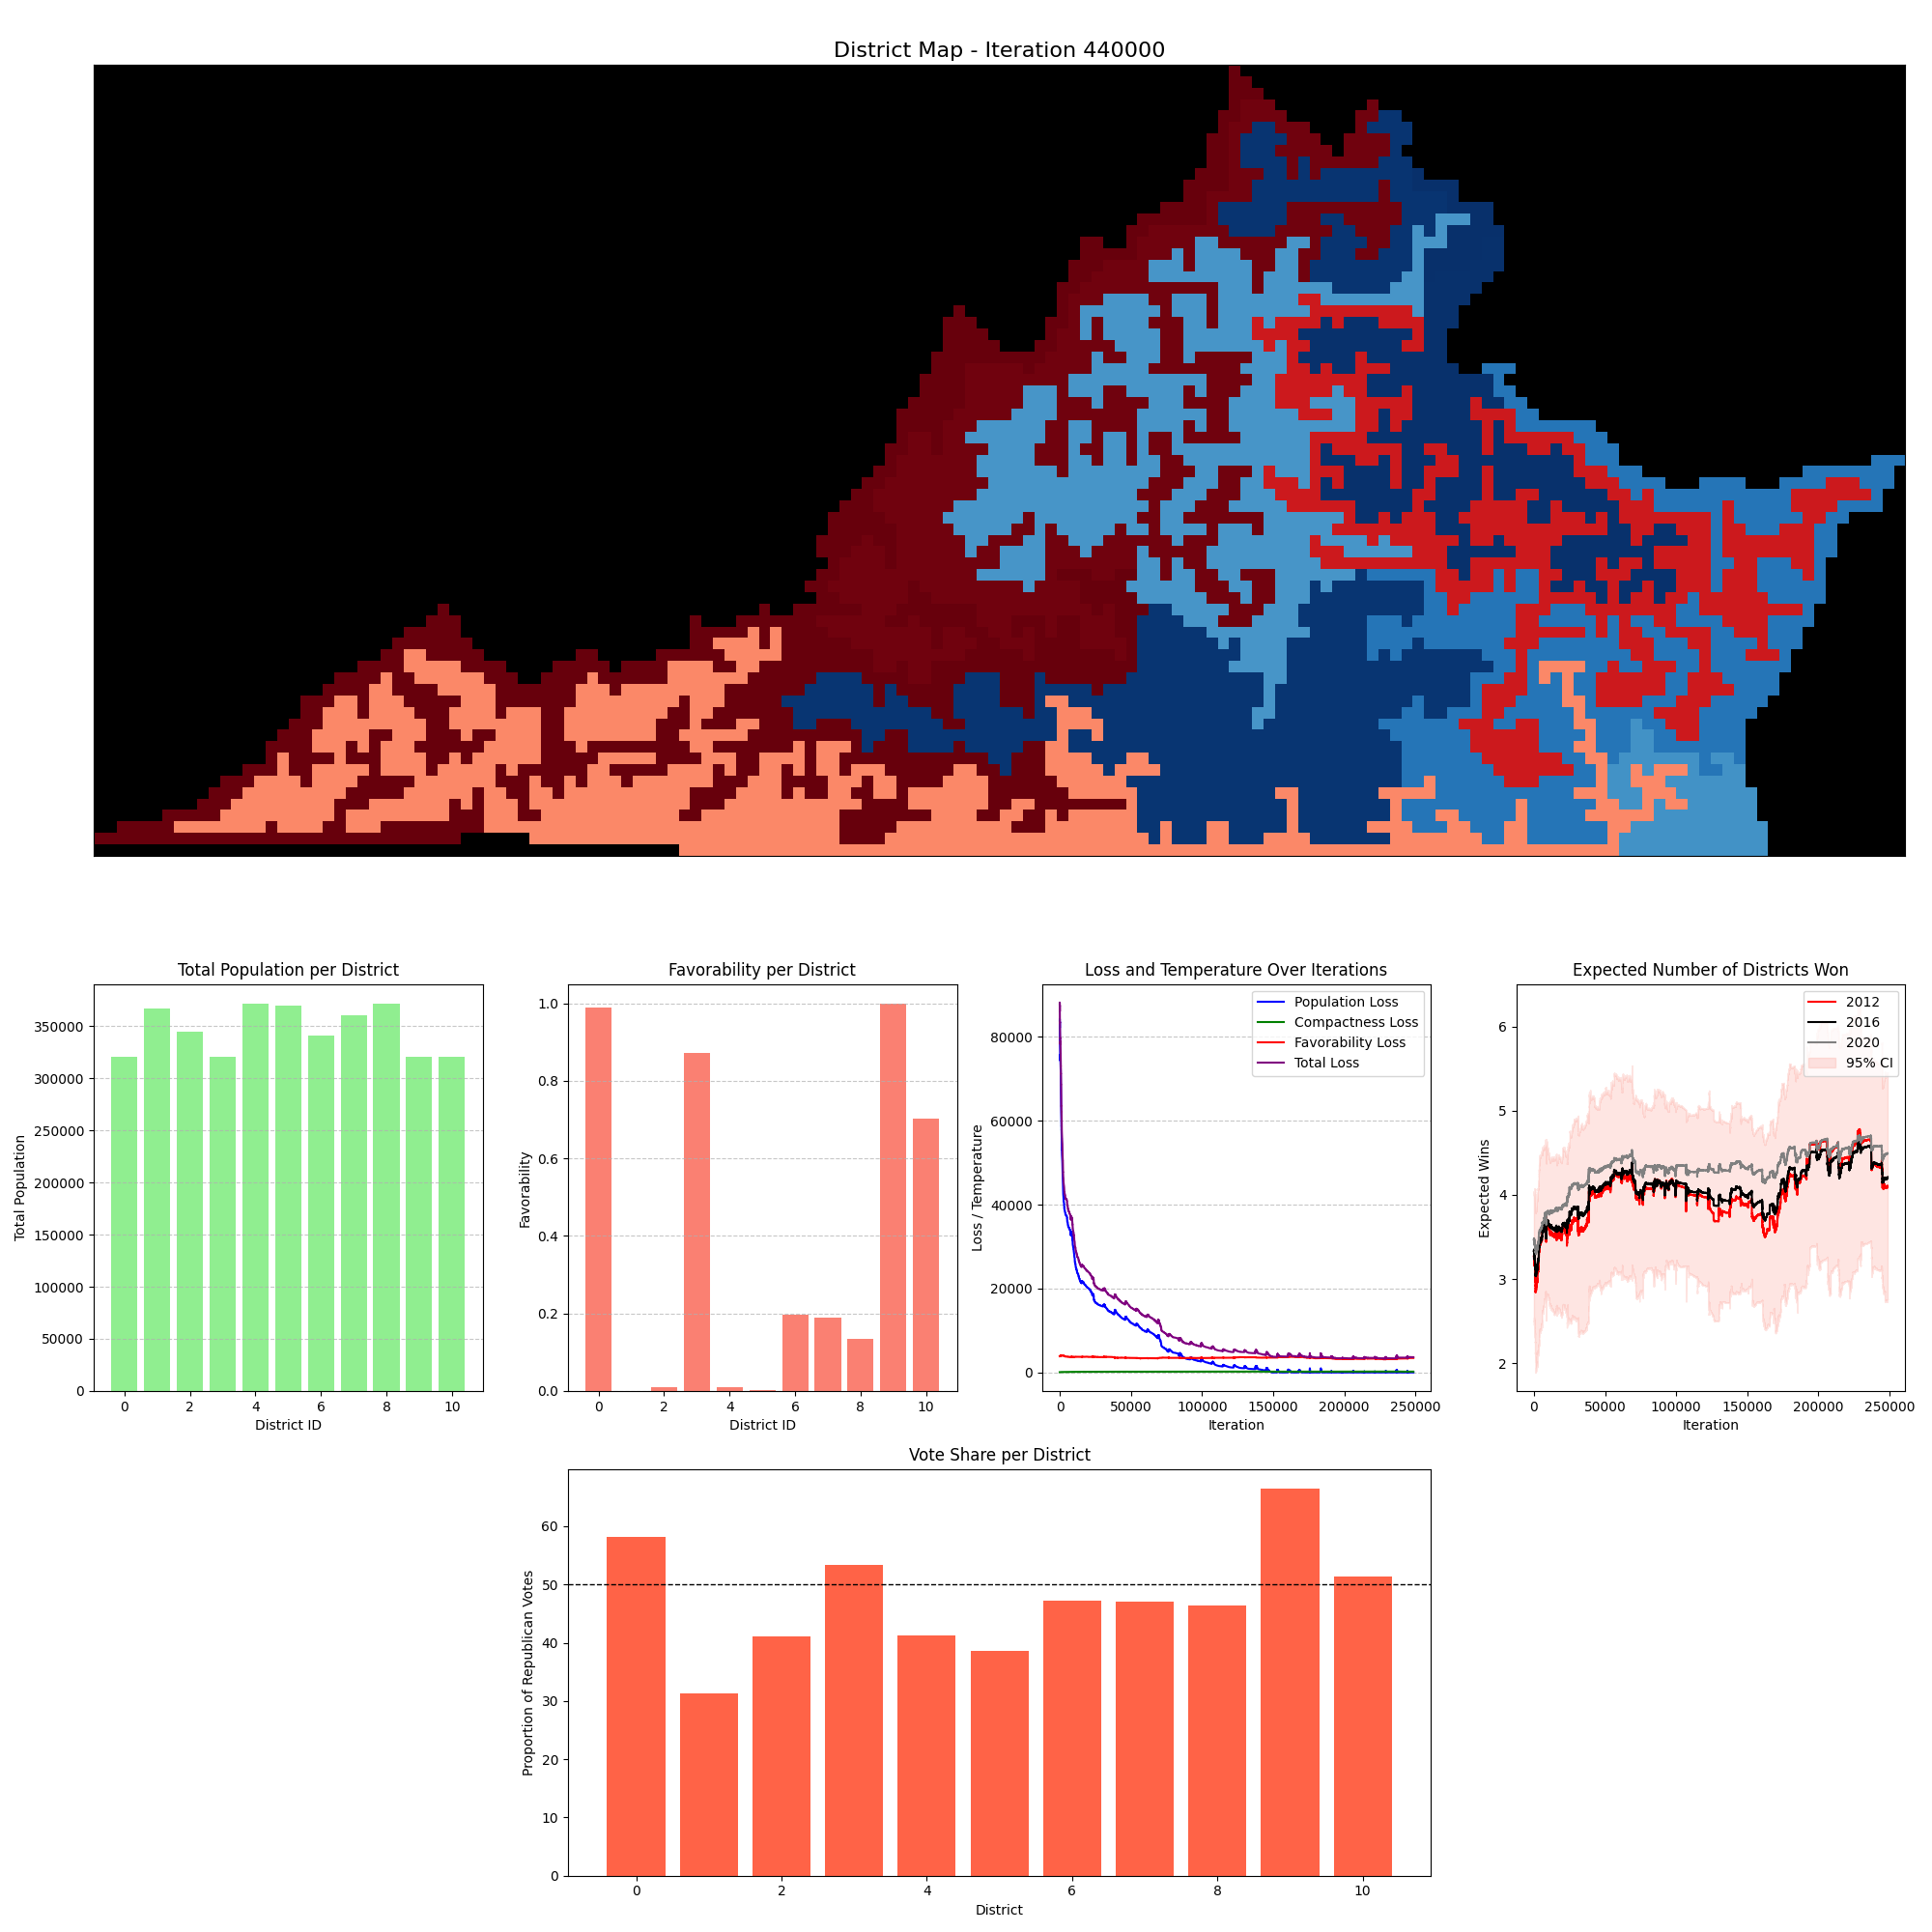 District Map - Iteration 440000
Total Population per District
Total Population
350000
300000
250000
200000
150000
100000
50000
0
0 2 4 6 8 10
District ID
Favorability per District
Favorability
1.0
0.8
0.6
0.4
0.2
0.0
0 2 4 6 8 10
District ID
Loss and Temperature Over Iterations
Loss / Temperature
80000
60000
40000
20000
0
Population Loss
Compactness Loss
Favorability Loss
Total Loss
0 50000 100000 150000 200000 250000
Iteration
Expected Number of Districts Won
Expected Wins
6
5
4
3
2
2012
2016
2020
95% CI
0 50000 100000 150000 200000 250000
Iteration
Vote Share per District
Proportion of Republican Votes
60
50
40
30
20
10
0
0 2 4 6 8 10
District